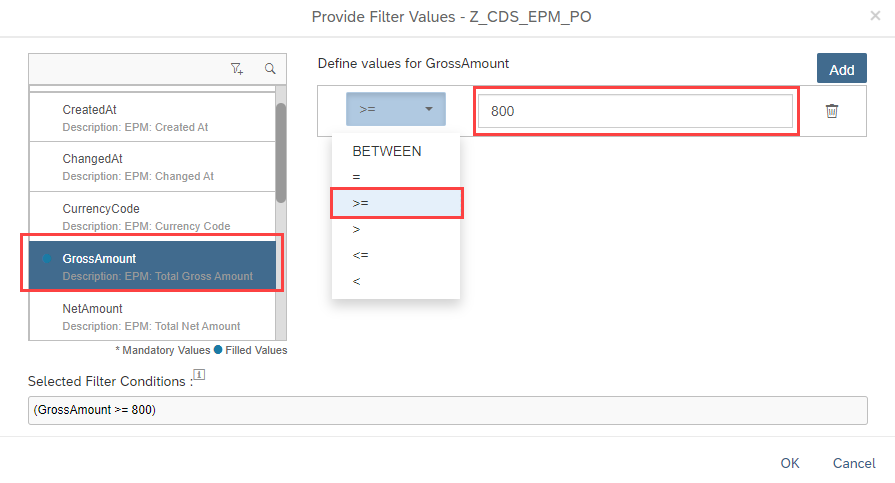 Provide Filter Values - Z_CDS_EPM_PO
×
Define values for GrossAmount
Add
CreatedAt
Description: EPM: Created At
ChangedAt
Description: EPM: Changed At
CurrencyCode
Description: EPM: Currency Code
GrossAmount
Description: EPM: Total Gross Amount
NetAmount
Description: EPM: Total Net Amount
* Mandatory Values Filled Values
>=
800
BETWEEN
=
>=
>
<=
<
Selected Filter Conditions :
(GrossAmount >= 800)
OK
Cancel